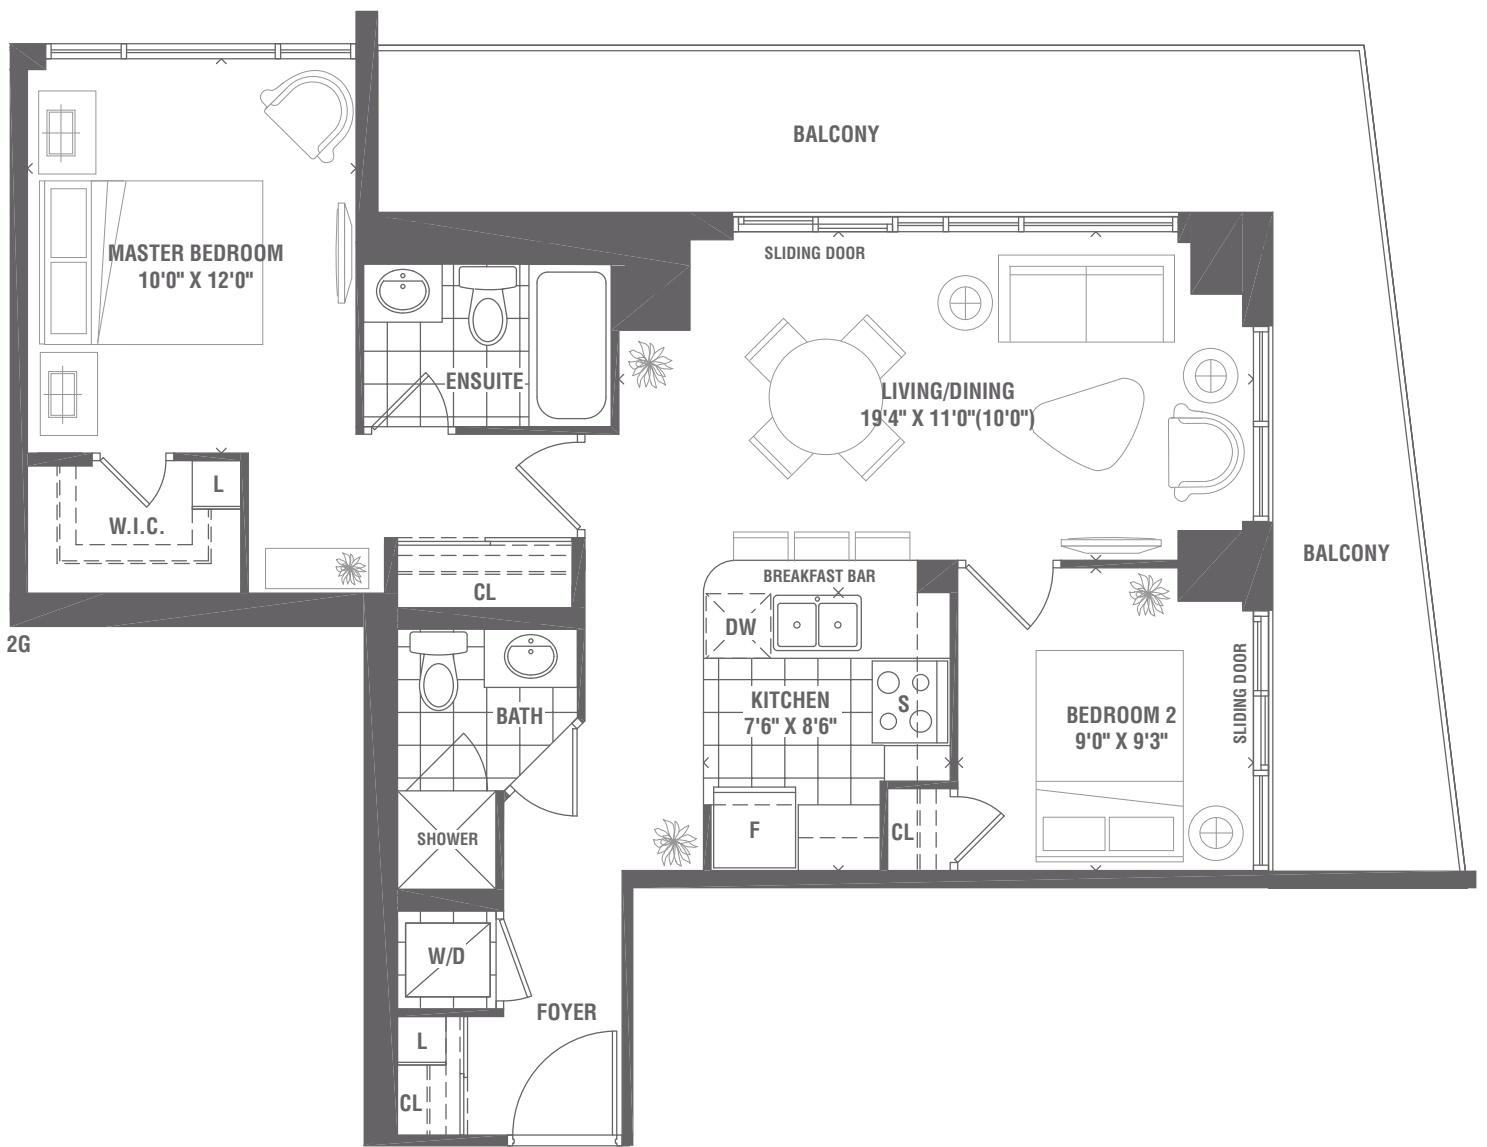 BALCONY
MASTER BEDROOM
10'0" X 12'0"
SLIDING DOOR
ENSUITE
LIVING/DINING
19'4" X 11'0"(10'0")
L
W.I.C.
BALCONY
BREAKFAST BAR
CL
DW
2G
SLIDING DOOR
KITCHEN
7'6" X 8'6"
S
BATH
BEDROOM 2
9'0" X 9'3"
SHOWER
F
CL
W/D
FOYER
L
CL